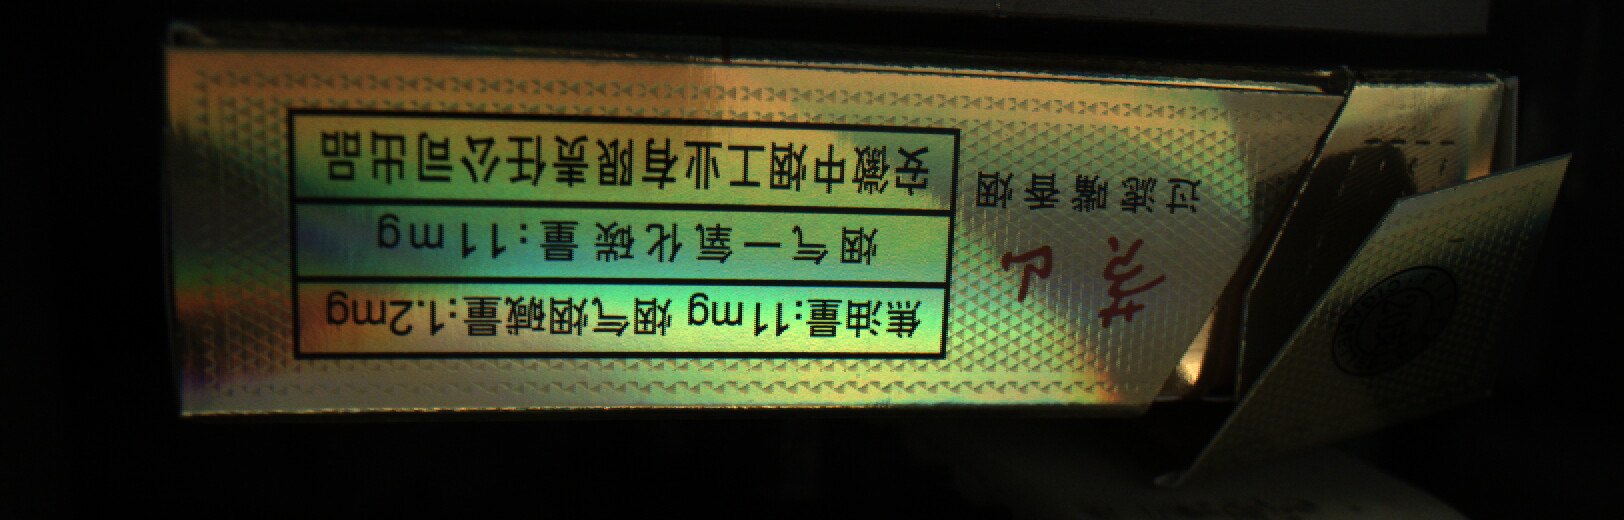 黄山
过滤嘴香烟
焦油量:11mg 烟气烟碱量:1.2mg
烟气一氧化碳量:11mg
安徽中烟工业有限责任公司出品